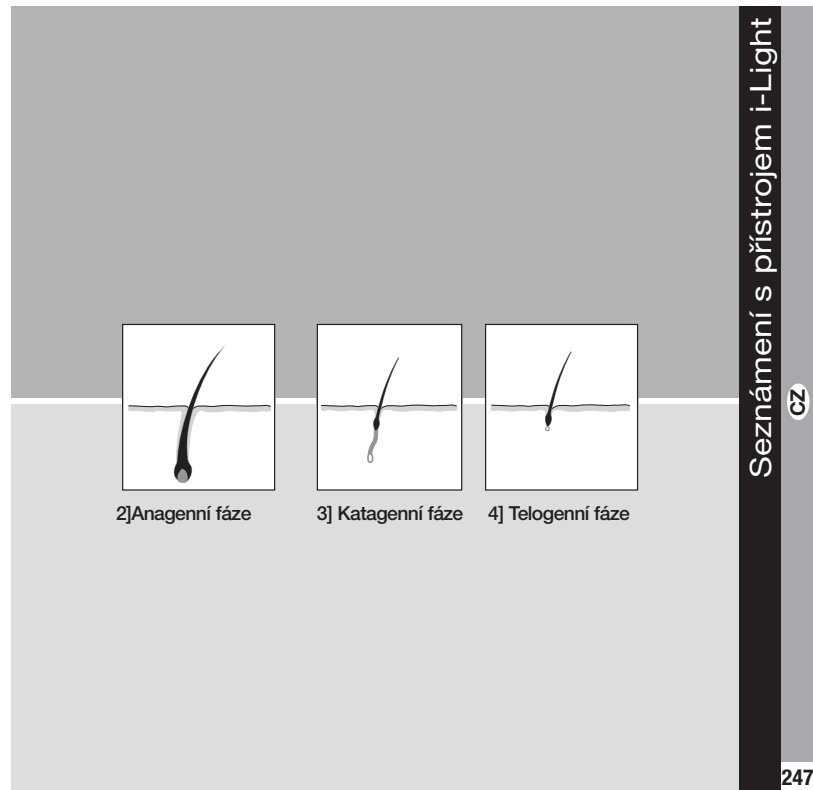 2]Anagenní fáze
3] Katagenní fáze
4] Telogenní fáze
Seznámení s přístrojem i-Light
CZ
247